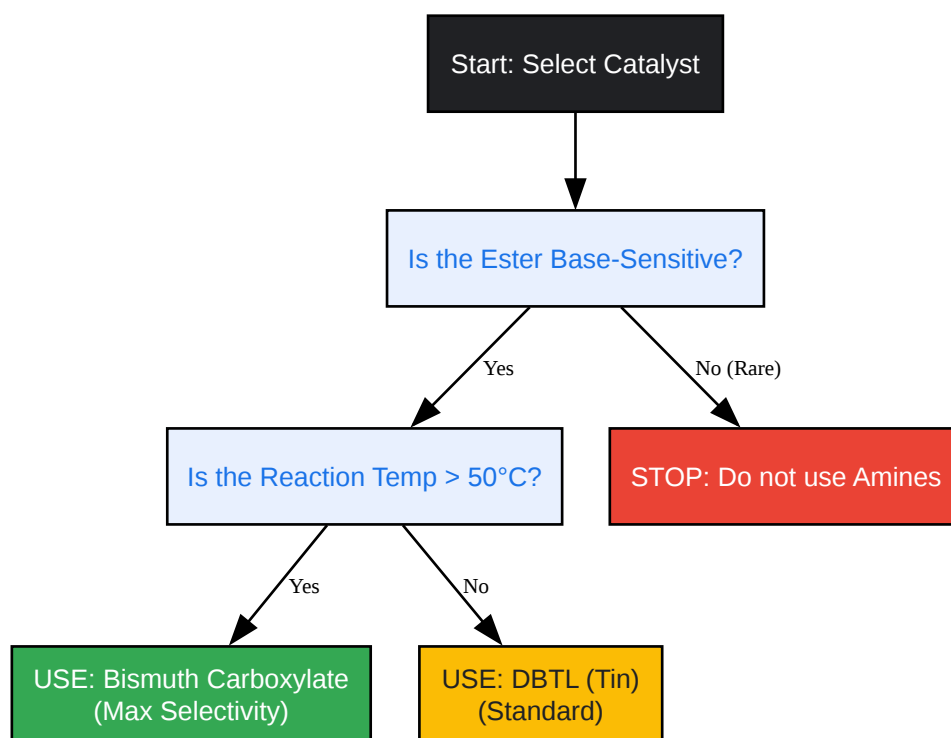 Start: Select Catalyst
Is the Ester Base-Sensitive?
Yes
No (Rare)
Is the Reaction Temp > 50°C?
STOP: Do not use Amines
Yes
No
USE: Bismuth Carboxylate
(Max Selectivity)
USE: DBTL (Tin)
(Standard)